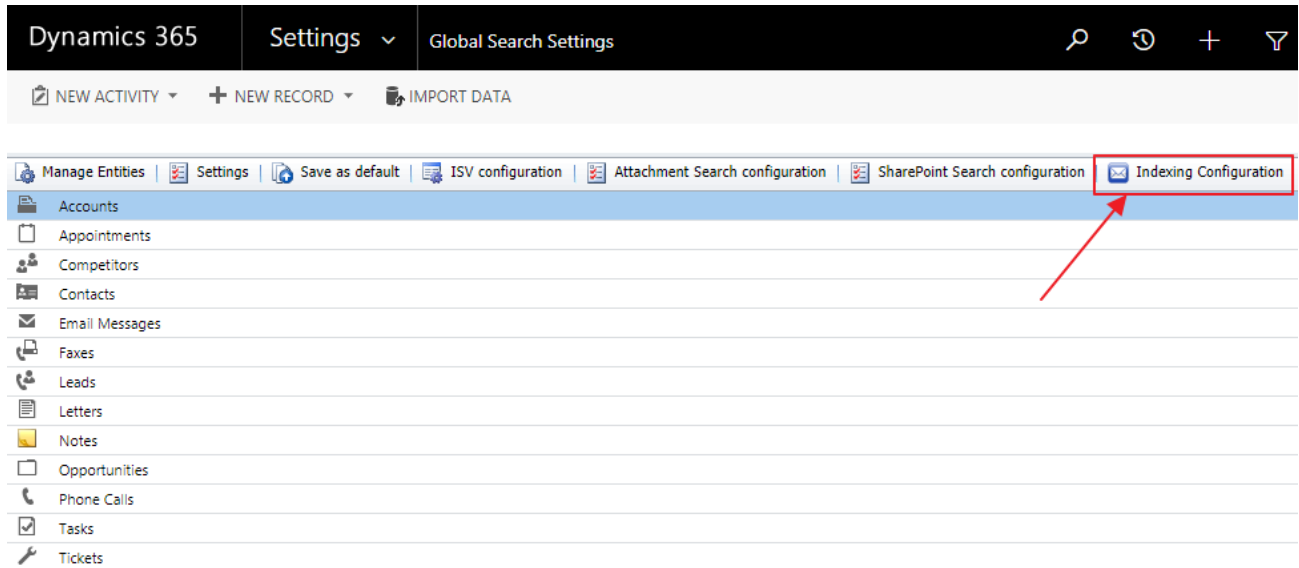 Dynamics 365 Settings Global Search Settings
NEW ACTIVITY NEW RECORD IMPORT DATA
Manage Entities | Settings | Save as default | ISV configuration | Attachment Search configuration | SharePoint Search configuration | Indexing Configuration
Accounts
Appointments
Competitors
Contacts
Email Messages
Faxes
Leads
Letters
Notes
Opportunities
Phone Calls
Tasks
Tickets